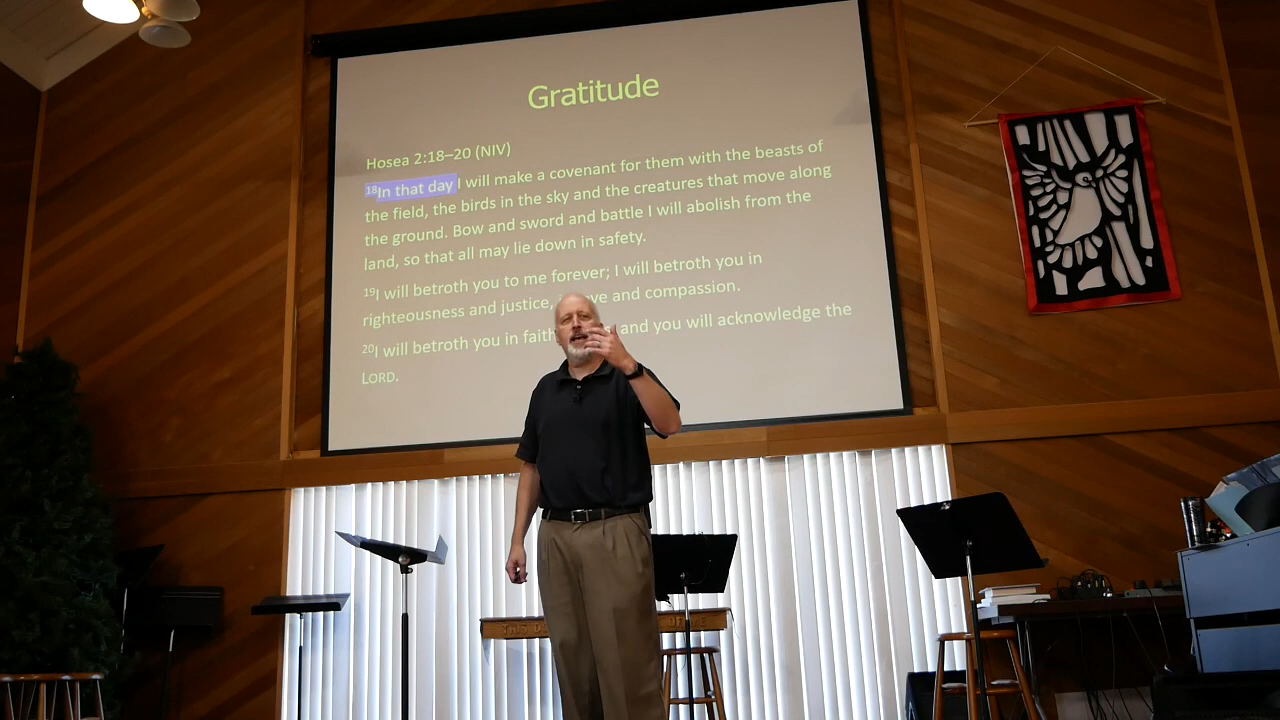 Gratitude
Hosea 2:18–20 (NIV)
18In that day I will make a covenant for them with the beasts of
the field, the birds in the sky and the creatures that move along
the ground. Bow and sword and battle I will abolish from the
land, so that all may lie down in safety.
19I will betroth you to me forever; I will betroth you in
righteousness and justice, and compassion.
20I will betroth you in and you will acknowledge the
LORD.
THIS